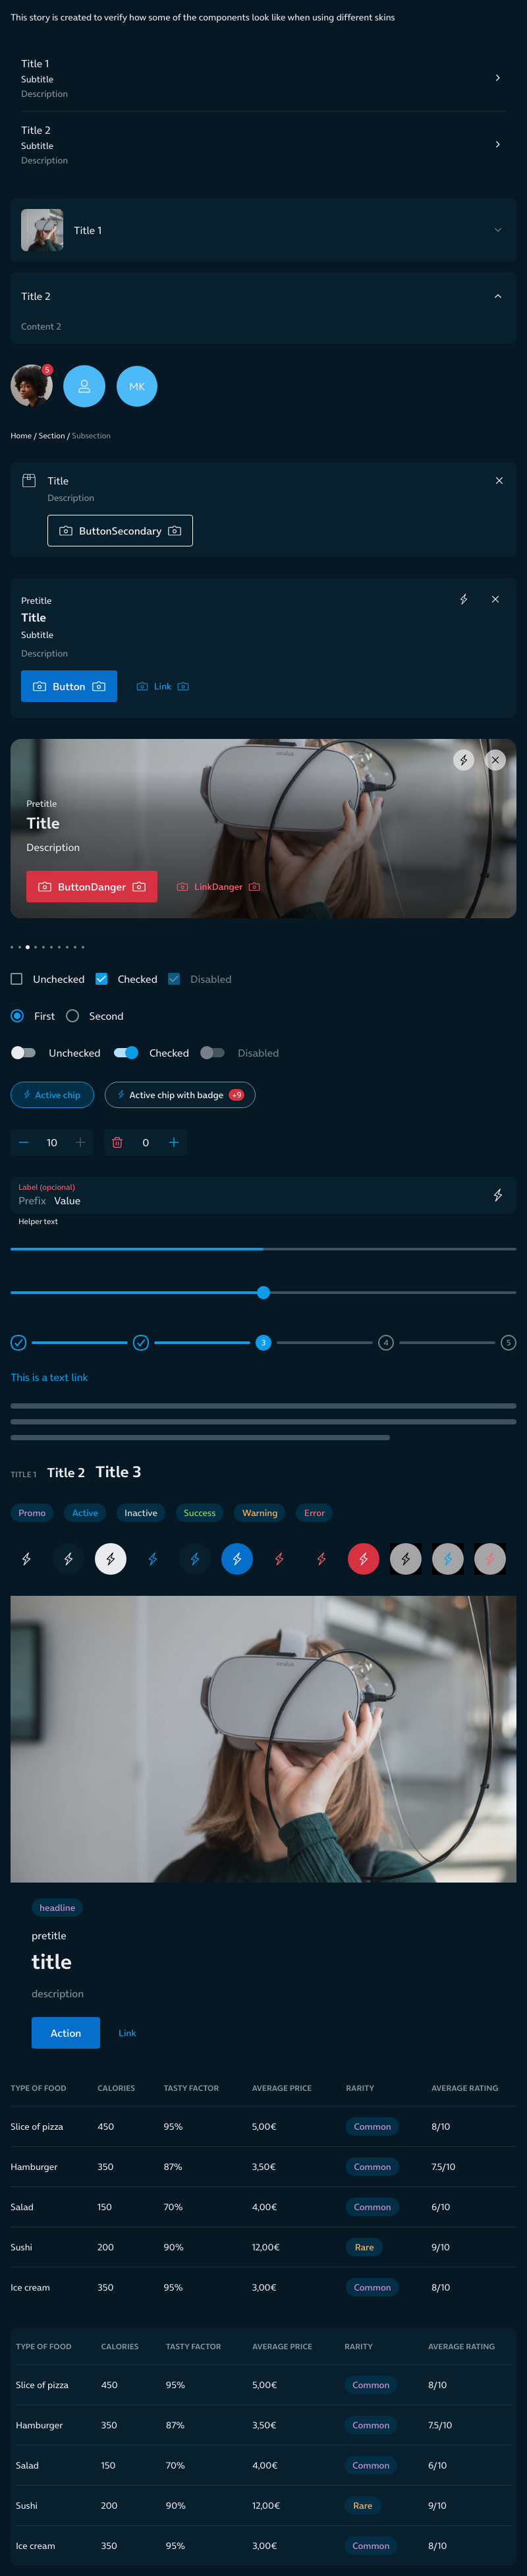 This story is created to verify how some of the components look like when using different skins
Title 1
Subtitle
Description
Title 2
Subtitle
Description
Title 1
Title 2
Content 2
5
MK
Home / Section / Subsection
Title
Description
ButtonSecondary
Pretitle
Title
Subtitle
Description
Button Link
oculus
Pretitle
Title
Description
ButtonDanger LinkDanger
Unchecked Checked Disabled
First Second
Unchecked Checked Disabled
Active chip Active chip with badge +9
10 0
Label (opcional)
Prefix Value
Helper text
3 4 5
This is a text link
TITLE 1 Title 2 Title 3
Promo Active Inactive Success Warning Error
oculus
headline
pretitle
title
description
Action Link
TYPE OF FOOD CALORIES TASTY FACTOR AVERAGE PRICE RARITY AVERAGE RATING
Slice of pizza 450 95% 5,00€ Common 8/10
Hamburger 350 87% 3,50€ Common 7.5/10
Salad 150 70% 4,00€ Common 6/10
Sushi 200 90% 12,00€ Rare 9/10
Ice cream 350 95% 3,00€ Common 8/10
TYPE OF FOOD CALORIES TASTY FACTOR AVERAGE PRICE RARITY AVERAGE RATING
Slice of pizza 450 95% 5,00€ Common 8/10
Hamburger 350 87% 3,50€ Common 7.5/10
Salad 150 70% 4,00€ Common 6/10
Sushi 200 90% 12,00€ Rare 9/10
Ice cream 350 95% 3,00€ Common 8/10